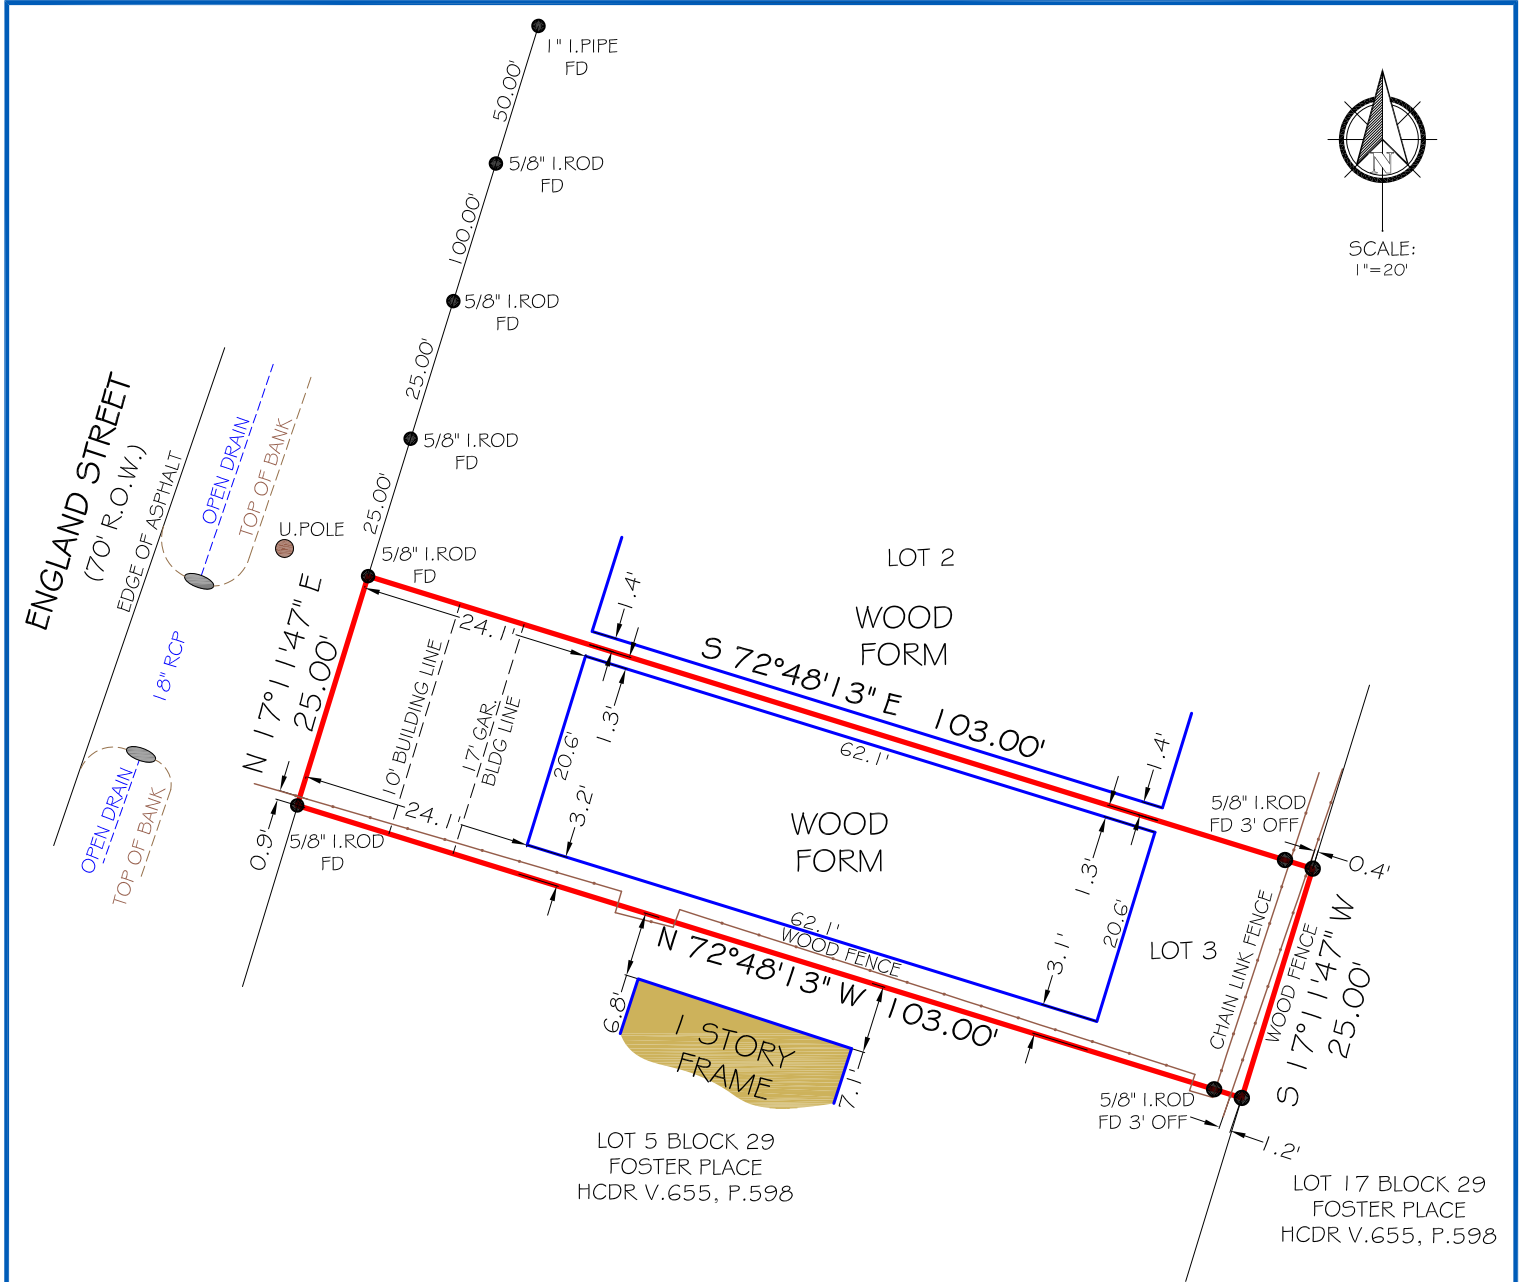 1" I.PIPE
FD
50.00'
5/8" I.ROD
FD
100.00'
5/8" I.ROD
FD
25.00'
5/8" I.ROD
FD
25.00'
5/8" I.ROD
FD
N
SCALE:
1"=20'
ENGLAND STREET
(70' R.O.W.)
EDGE OF ASPHALT
OPEN DRAIN
TOP OF BANK
U.POLE
18" RCP
OPEN DRAIN
TOP OF BANK
N 17°11'47" E
25.00'
24.1'
10' BUILDING LINE
17' GAR.
BLDG LINE
24.1'
0.9'
5/8" I.ROD
FD
1.4'
LOT 2
WOOD
FORM
S 72°48'13" E 103.00'
1.3'
20.6'
3.2'
62.1'
1.4'
WOOD
FORM
1.3'
20.6'
3.1'
62.1'
WOOD FENCE
N 72°48'13" W 103.00'
LOT 3
5/8" I.ROD
FD 3' OFF
0.4'
CHAIN LINK FENCE
WOOD FENCE
S 17°11'47" W
25.00'
6.8'
1 STORY
FRAME
7.1'
5/8" I.ROD
FD 3' OFF
1.2'
LOT 5 BLOCK 29
FOSTER PLACE
HCDR V.655, P.598
LOT 17 BLOCK 29
FOSTER PLACE
HCDR V.655, P.598